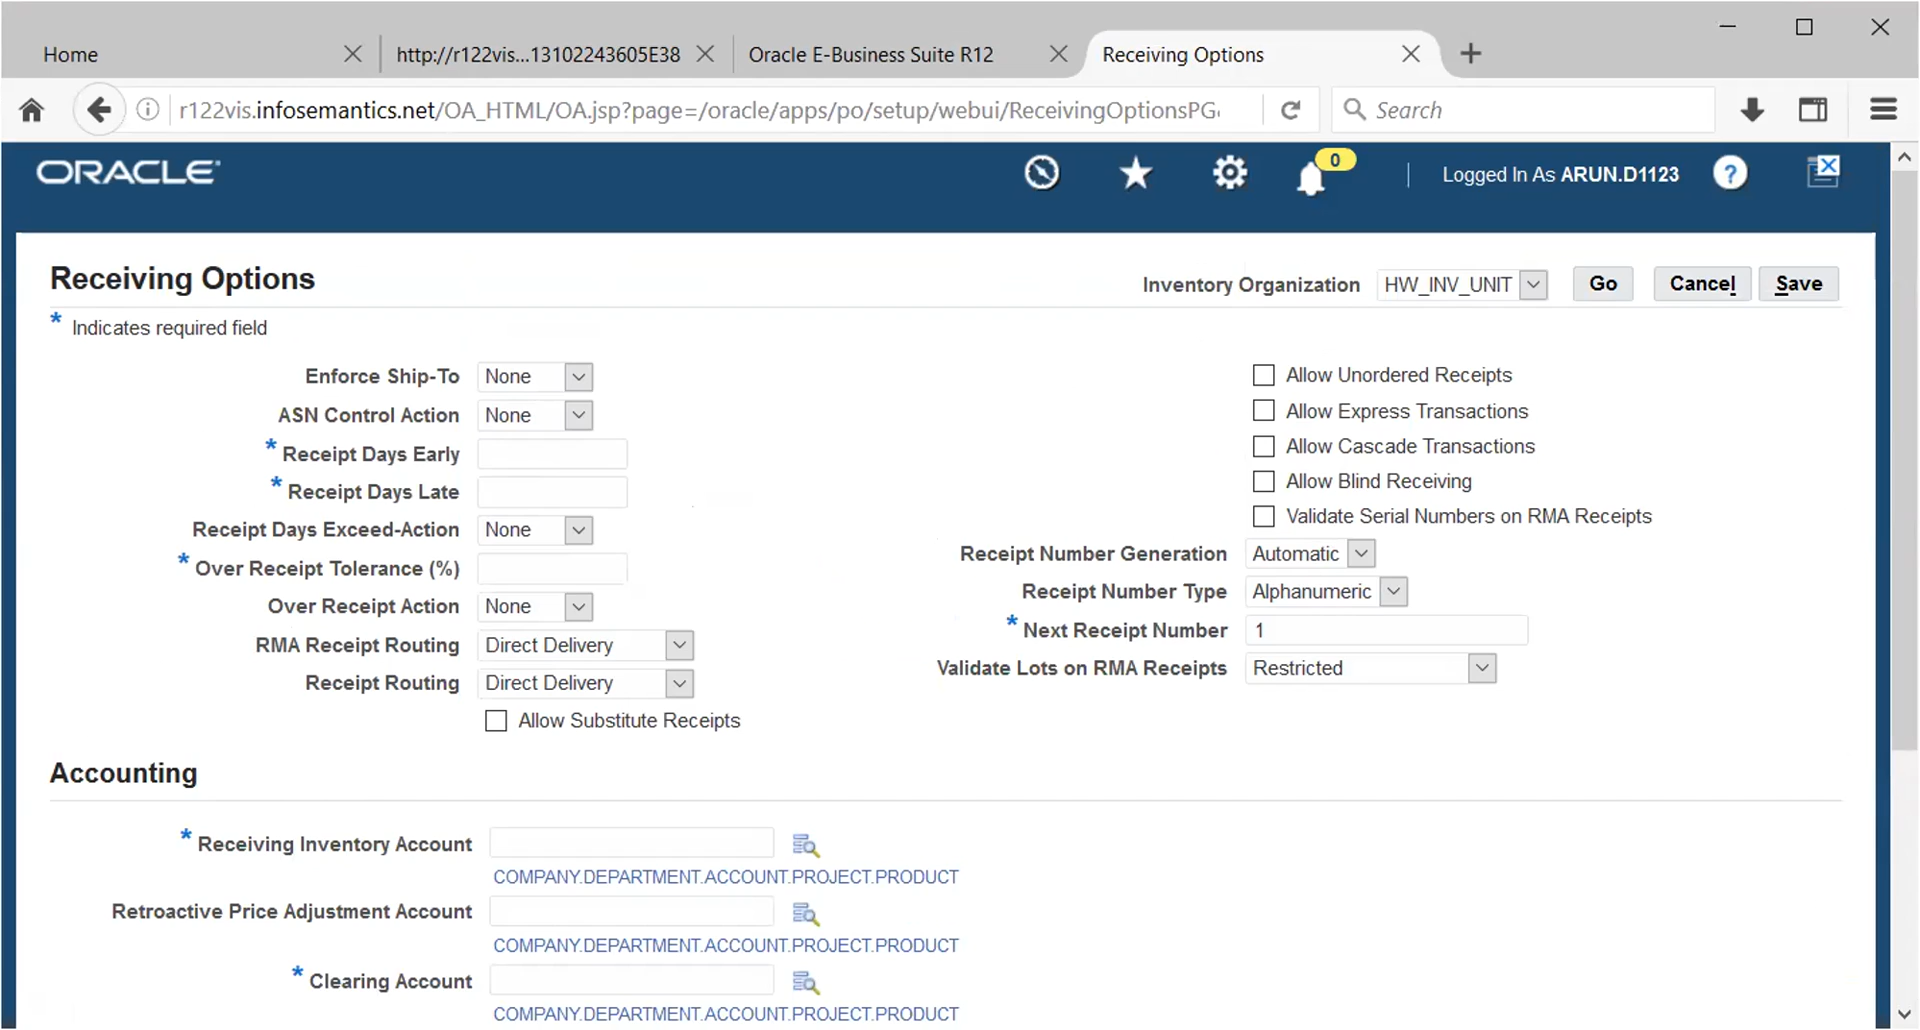 Home
http://r122vis...13102243605E38
Oracle E-Business Suite R12
Receiving Options
r122vis.infosemantics.net/OA_HTML/OA.jsp?page=/oracle/apps/po/setup/webui/ReceivingOptionsPG
Search
ORACLE
0
Logged In As ARUN.D1123
?
Receiving Options
Inventory Organization HW_INV_UNIT Go Cancel Save
* Indicates required field
Enforce Ship-To None
ASN Control Action None
* Receipt Days Early
* Receipt Days Late
Receipt Days Exceed-Action None
* Over Receipt Tolerance (%)
Over Receipt Action None
RMA Receipt Routing Direct Delivery
Receipt Routing Direct Delivery
Allow Substitute Receipts
Allow Unordered Receipts
Allow Express Transactions
Allow Cascade Transactions
Allow Blind Receiving
Validate Serial Numbers on RMA Receipts
Receipt Number Generation Automatic
Receipt Number Type Alphanumeric
* Next Receipt Number 1
Validate Lots on RMA Receipts Restricted
Accounting
* Receiving Inventory Account
COMPANY.DEPARTMENT.ACCOUNT.PROJECT.PRODUCT
Retroactive Price Adjustment Account
COMPANY.DEPARTMENT.ACCOUNT.PROJECT.PRODUCT
* Clearing Account
COMPANY.DEPARTMENT.ACCOUNT.PROJECT.PRODUCT